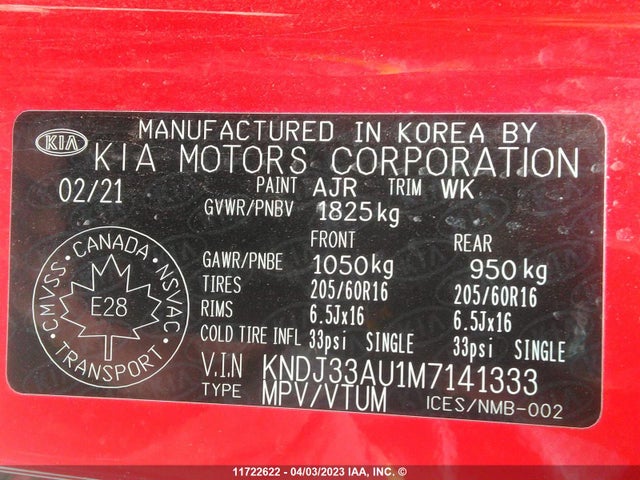 KIA
MANUFACTURED IN KOREA BY
KIA MOTORS CORPORATION
02/21 PAINT AJR TRIM WK
GVWR/PNBV 1825kg
FRONT REAR
GAWR/PNBE 1050kg 950kg
TIRES 205/60R16 205/60R16
RIMS 6.5Jx16 6.5Jx16
COLD TIRE INFL 33psi SINGLE 33psi SINGLE
V.I.N KNDJ33AU1M7141333
TYPE MPV/VTUM ICES/NMB-002
CANADA
CMVSS NSVAC
E28
TRANSPORT
11722622 - 04/03/2023 IAA, INC. ©